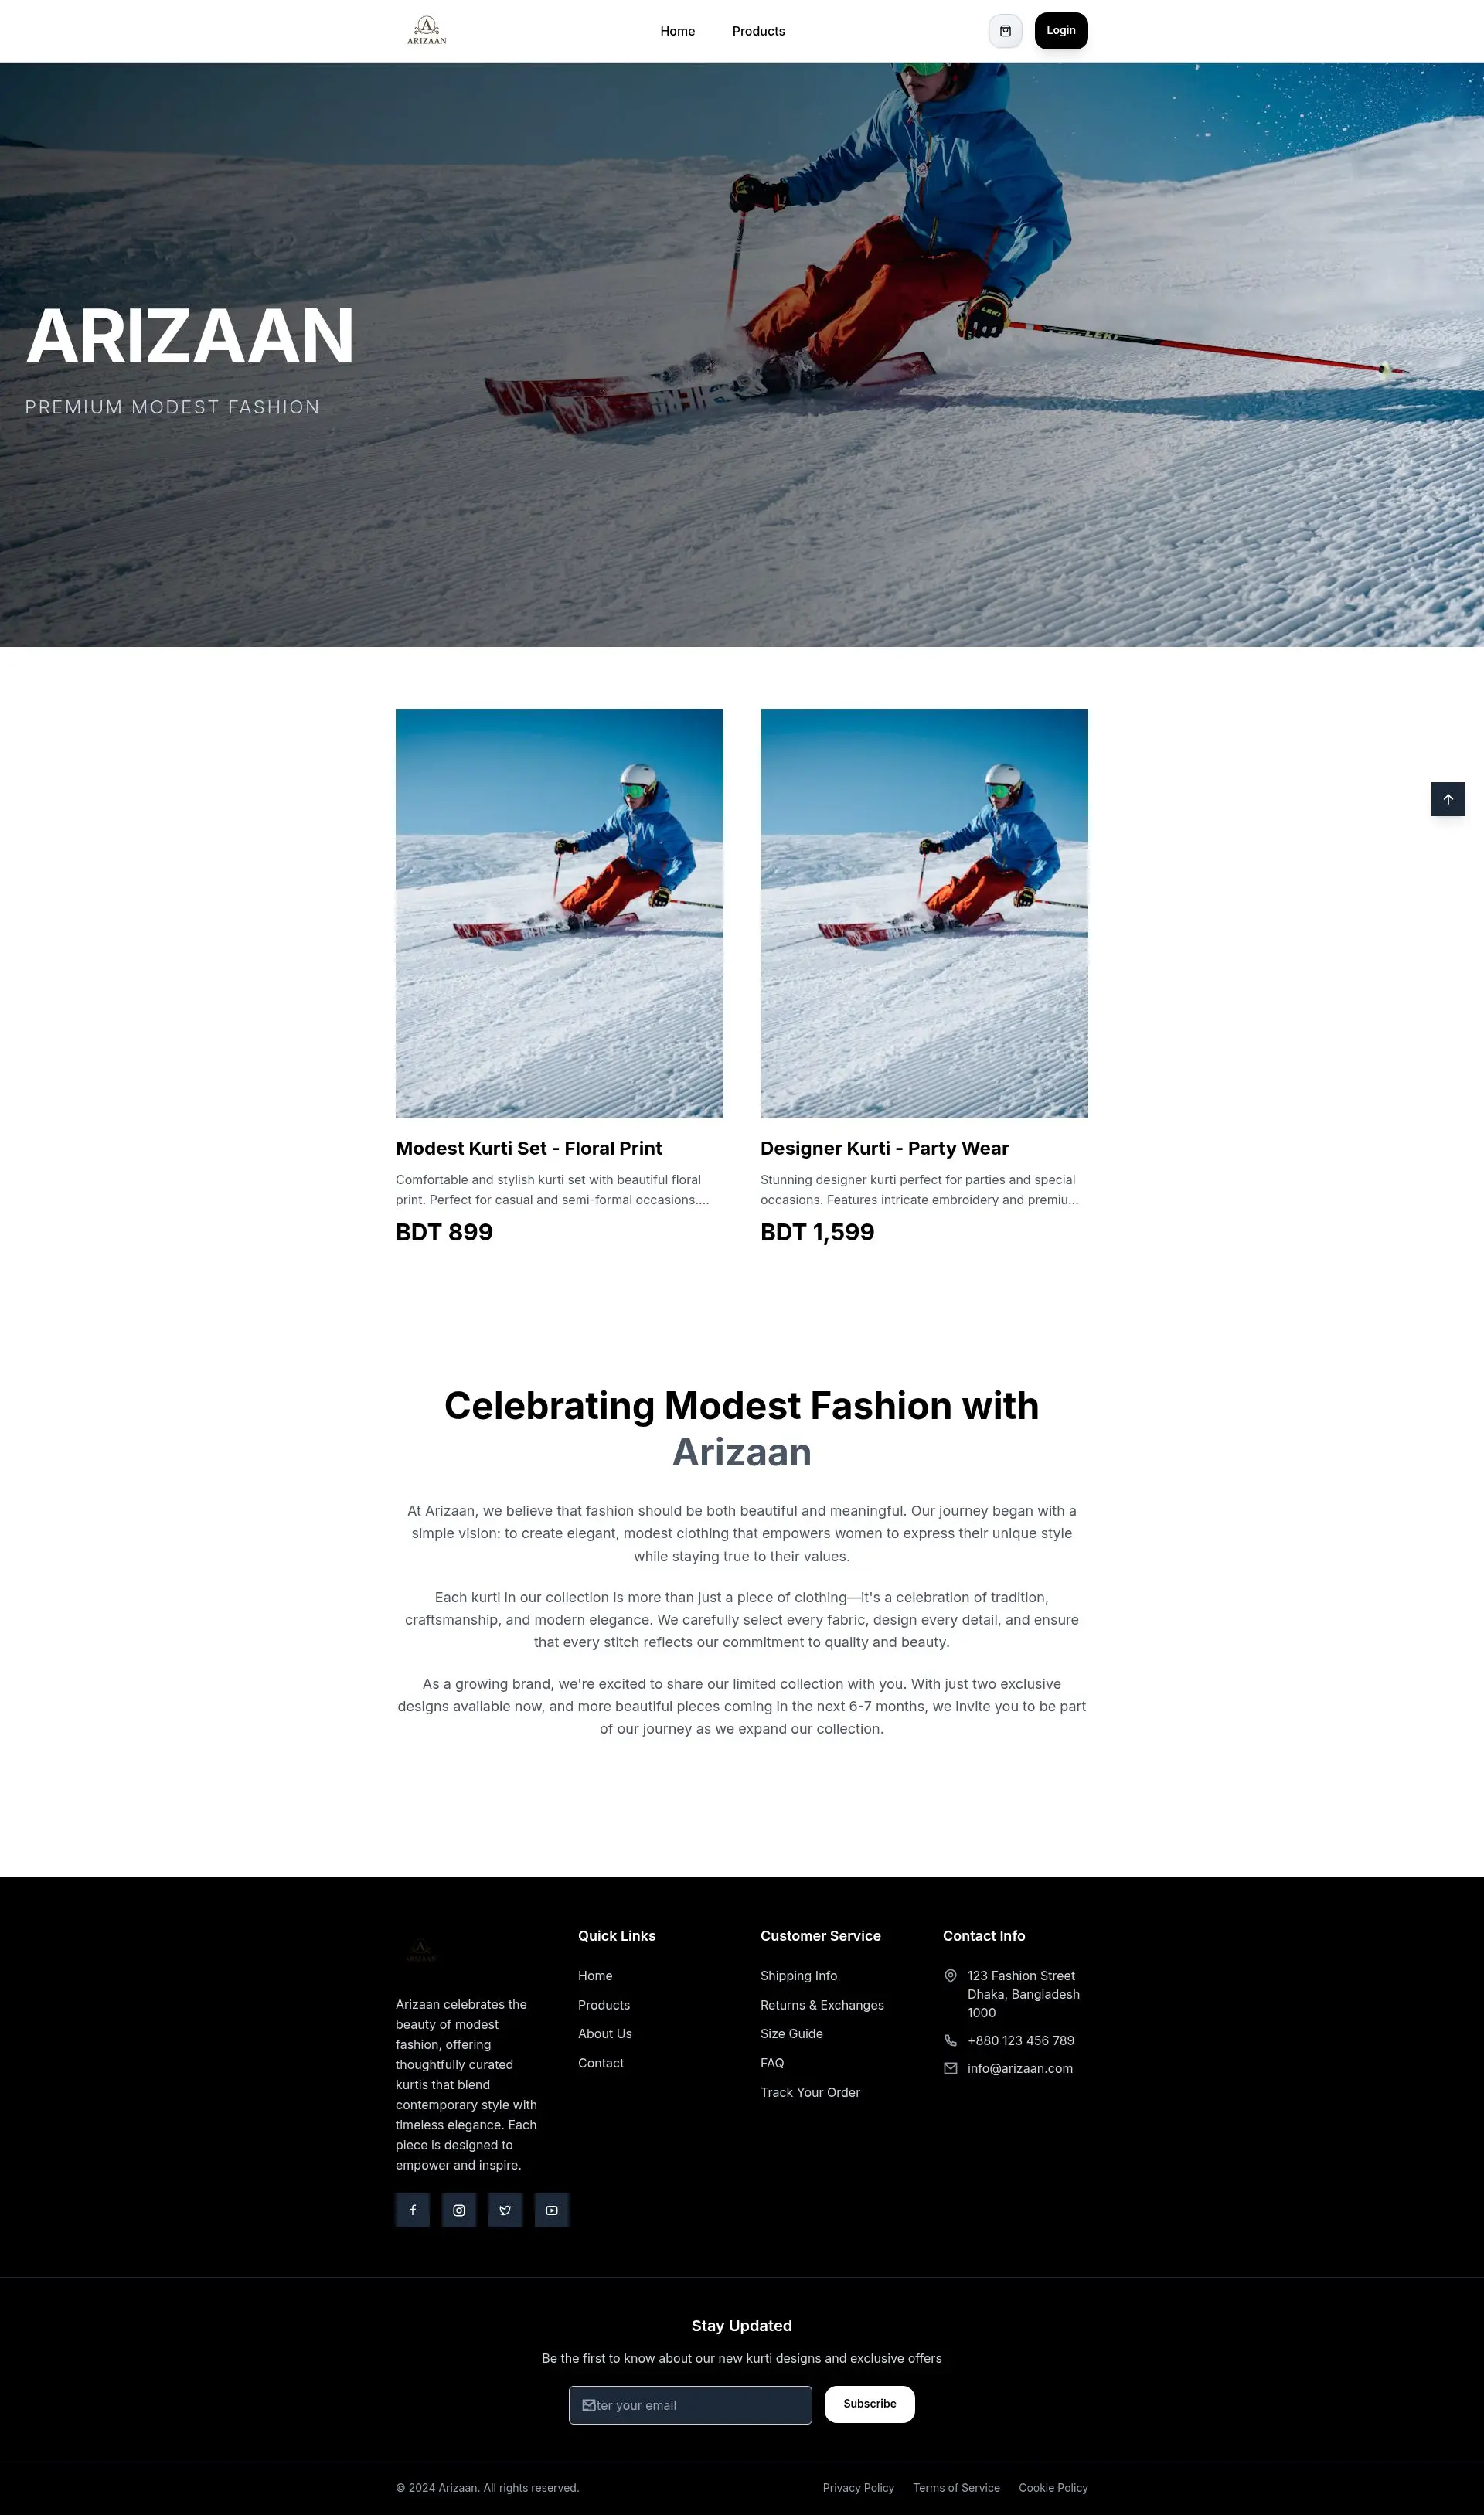 ARIZAAN
Home
Products
Login
LEKI
LEKI
ARIZAAN
PREMIUM MODEST FASHION
Modest Kurti Set - Floral Print
Comfortable and stylish kurti set with beautiful floral
print. Perfect for casual and semi-formal occasions....
BDT 899
Designer Kurti - Party Wear
Stunning designer kurti perfect for parties and special
occasions. Features intricate embroidery and premiu...
BDT 1,599
Celebrating Modest Fashion with
Arizaan
At Arizaan, we believe that fashion should be both beautiful and meaningful. Our journey began with a
simple vision: to create elegant, modest clothing that empowers women to express their unique style
while staying true to their values.
Each kurti in our collection is more than just a piece of clothing—it's a celebration of tradition,
craftsmanship, and modern elegance. We carefully select every fabric, design every detail, and ensure
that every stitch reflects our commitment to quality and beauty.
As a growing brand, we're excited to share our limited collection with you. With just two exclusive
designs available now, and more beautiful pieces coming in the next 6-7 months, we invite you to be part
of our journey as we expand our collection.
ARIZAAN
Arizaan celebrates the
beauty of modest
fashion, offering
thoughtfully curated
kurtis that blend
contemporary style with
timeless elegance. Each
piece is designed to
empower and inspire.
Quick Links
Home
Products
About Us
Contact
Customer Service
Shipping Info
Returns & Exchanges
Size Guide
FAQ
Track Your Order
Contact Info
123 Fashion Street
Dhaka, Bangladesh
1000
+880 123 456 789
info@arizaan.com
Stay Updated
Be the first to know about our new kurti designs and exclusive offers
Enter your email
Subscribe
© 2024 Arizaan. All rights reserved.
Privacy Policy
Terms of Service
Cookie Policy